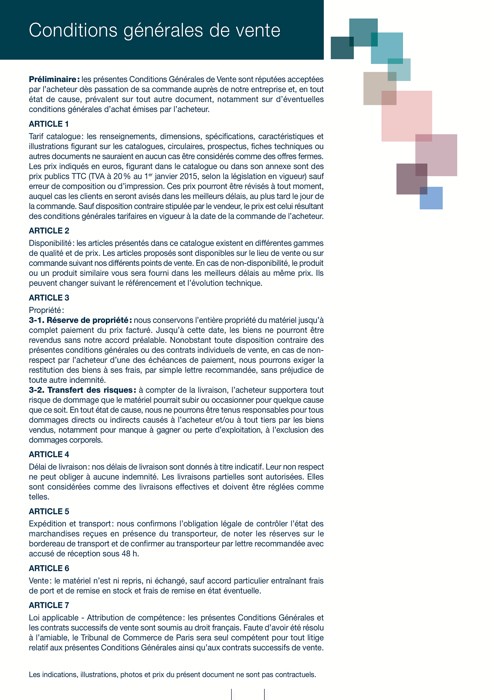 Conditions générales de vente
Préliminaire : les présentes Conditions Générales de Vente sont réputées acceptées
par l'acheteur dès passation de sa commande auprès de notre entreprise et, en tout
état de cause, prévalent sur tout autre document, notamment sur d'éventuelles
conditions générales d'achat émises par l'acheteur.
ARTICLE 1
Tarif catalogue : les renseignements, dimensions, spécifications, caractéristiques et
illustrations figurant sur les catalogues, circulaires, prospectus, fiches techniques ou
autres documents ne sauraient en aucun cas être considérés comme des offres fermes.
Les prix indiqués en euros, figurant dans le catalogue ou dans son annexe sont des
prix publics TTC (TVA à 20 % au 1er janvier 2015, selon la législation en vigueur) sauf
erreur de composition ou d'impression. Ces prix pourront être révisés à tout moment,
auquel cas les clients en seront avisés dans les meilleurs délais, au plus tard le jour de
la commande. Sauf disposition contraire stipulée par le vendeur, le prix est celui résultant
des conditions générales tarifaires en vigueur à la date de la commande de l'acheteur.
ARTICLE 2
Disponibilité : les articles présentés dans ce catalogue existent en différentes gammes
de qualité et de prix. Les articles proposés sont disponibles sur le lieu de vente ou sur
commande suivant nos différents points de vente. En cas de non-disponibilité, le produit
ou un produit similaire vous sera fourni dans les meilleurs délais au même prix. Ils
peuvent changer suivant le référencement et l'évolution technique.
ARTICLE 3
Propriété :
3-1. Réserve de propriété : nous conservons l'entière propriété du matériel jusqu'à
complet paiement du prix facturé. Jusqu'à cette date, les biens ne pourront être
revendus sans notre accord préalable. Nonobstant toute disposition contraire des
présentes conditions générales ou des contrats individuels de vente, en cas de non-
respect par l'acheteur d'une des échéances de paiement, nous pourrons exiger la
restitution des biens à ses frais, par simple lettre recommandée, sans préjudice de
toute autre indemnité.
3-2. Transfert des risques : à compter de la livraison, l'acheteur supportera tout
risque de dommage que le matériel pourrait subir ou occasionner pour quelque cause
que ce soit. En tout état de cause, nous ne pourrons être tenus responsables pour tous
dommages directs ou indirects causés à l'acheteur et/ou à tout tiers par les biens
vendus, notamment pour manque à gagner ou perte d'exploitation, à l'exclusion des
dommages corporels.
ARTICLE 4
Délai de livraison : nos délais de livraison sont donnés à titre indicatif. Leur non respect
ne peut obliger à aucune indemnité. Les livraisons partielles sont autorisées. Elles
sont considérées comme des livraisons effectives et doivent être réglées comme
telles.
ARTICLE 5
Expédition et transport : nous confirmons l'obligation légale de contrôler l'état des
marchandises reçues en présence du transporteur, de noter les réserves sur le
bordereau de transport et de confirmer au transporteur par lettre recommandée avec
accusé de réception sous 48 h.
ARTICLE 6
Vente : le matériel n'est ni repris, ni échangé, sauf accord particulier entraînant frais
de port et de remise en stock et frais de remise en état éventuelle.
ARTICLE 7
Loi applicable - Attribution de compétence : les présentes Conditions Générales et
les contrats successifs de vente sont soumis au droit français. Faute d'avoir été résolu
à l'amiable, le Tribunal de Commerce de Paris sera seul compétent pour tout litige
relatif aux présentes Conditions Générales ainsi qu'aux contrats successifs de vente.
Les indications, illustrations, photos et prix du présent document ne sont pas contractuels.